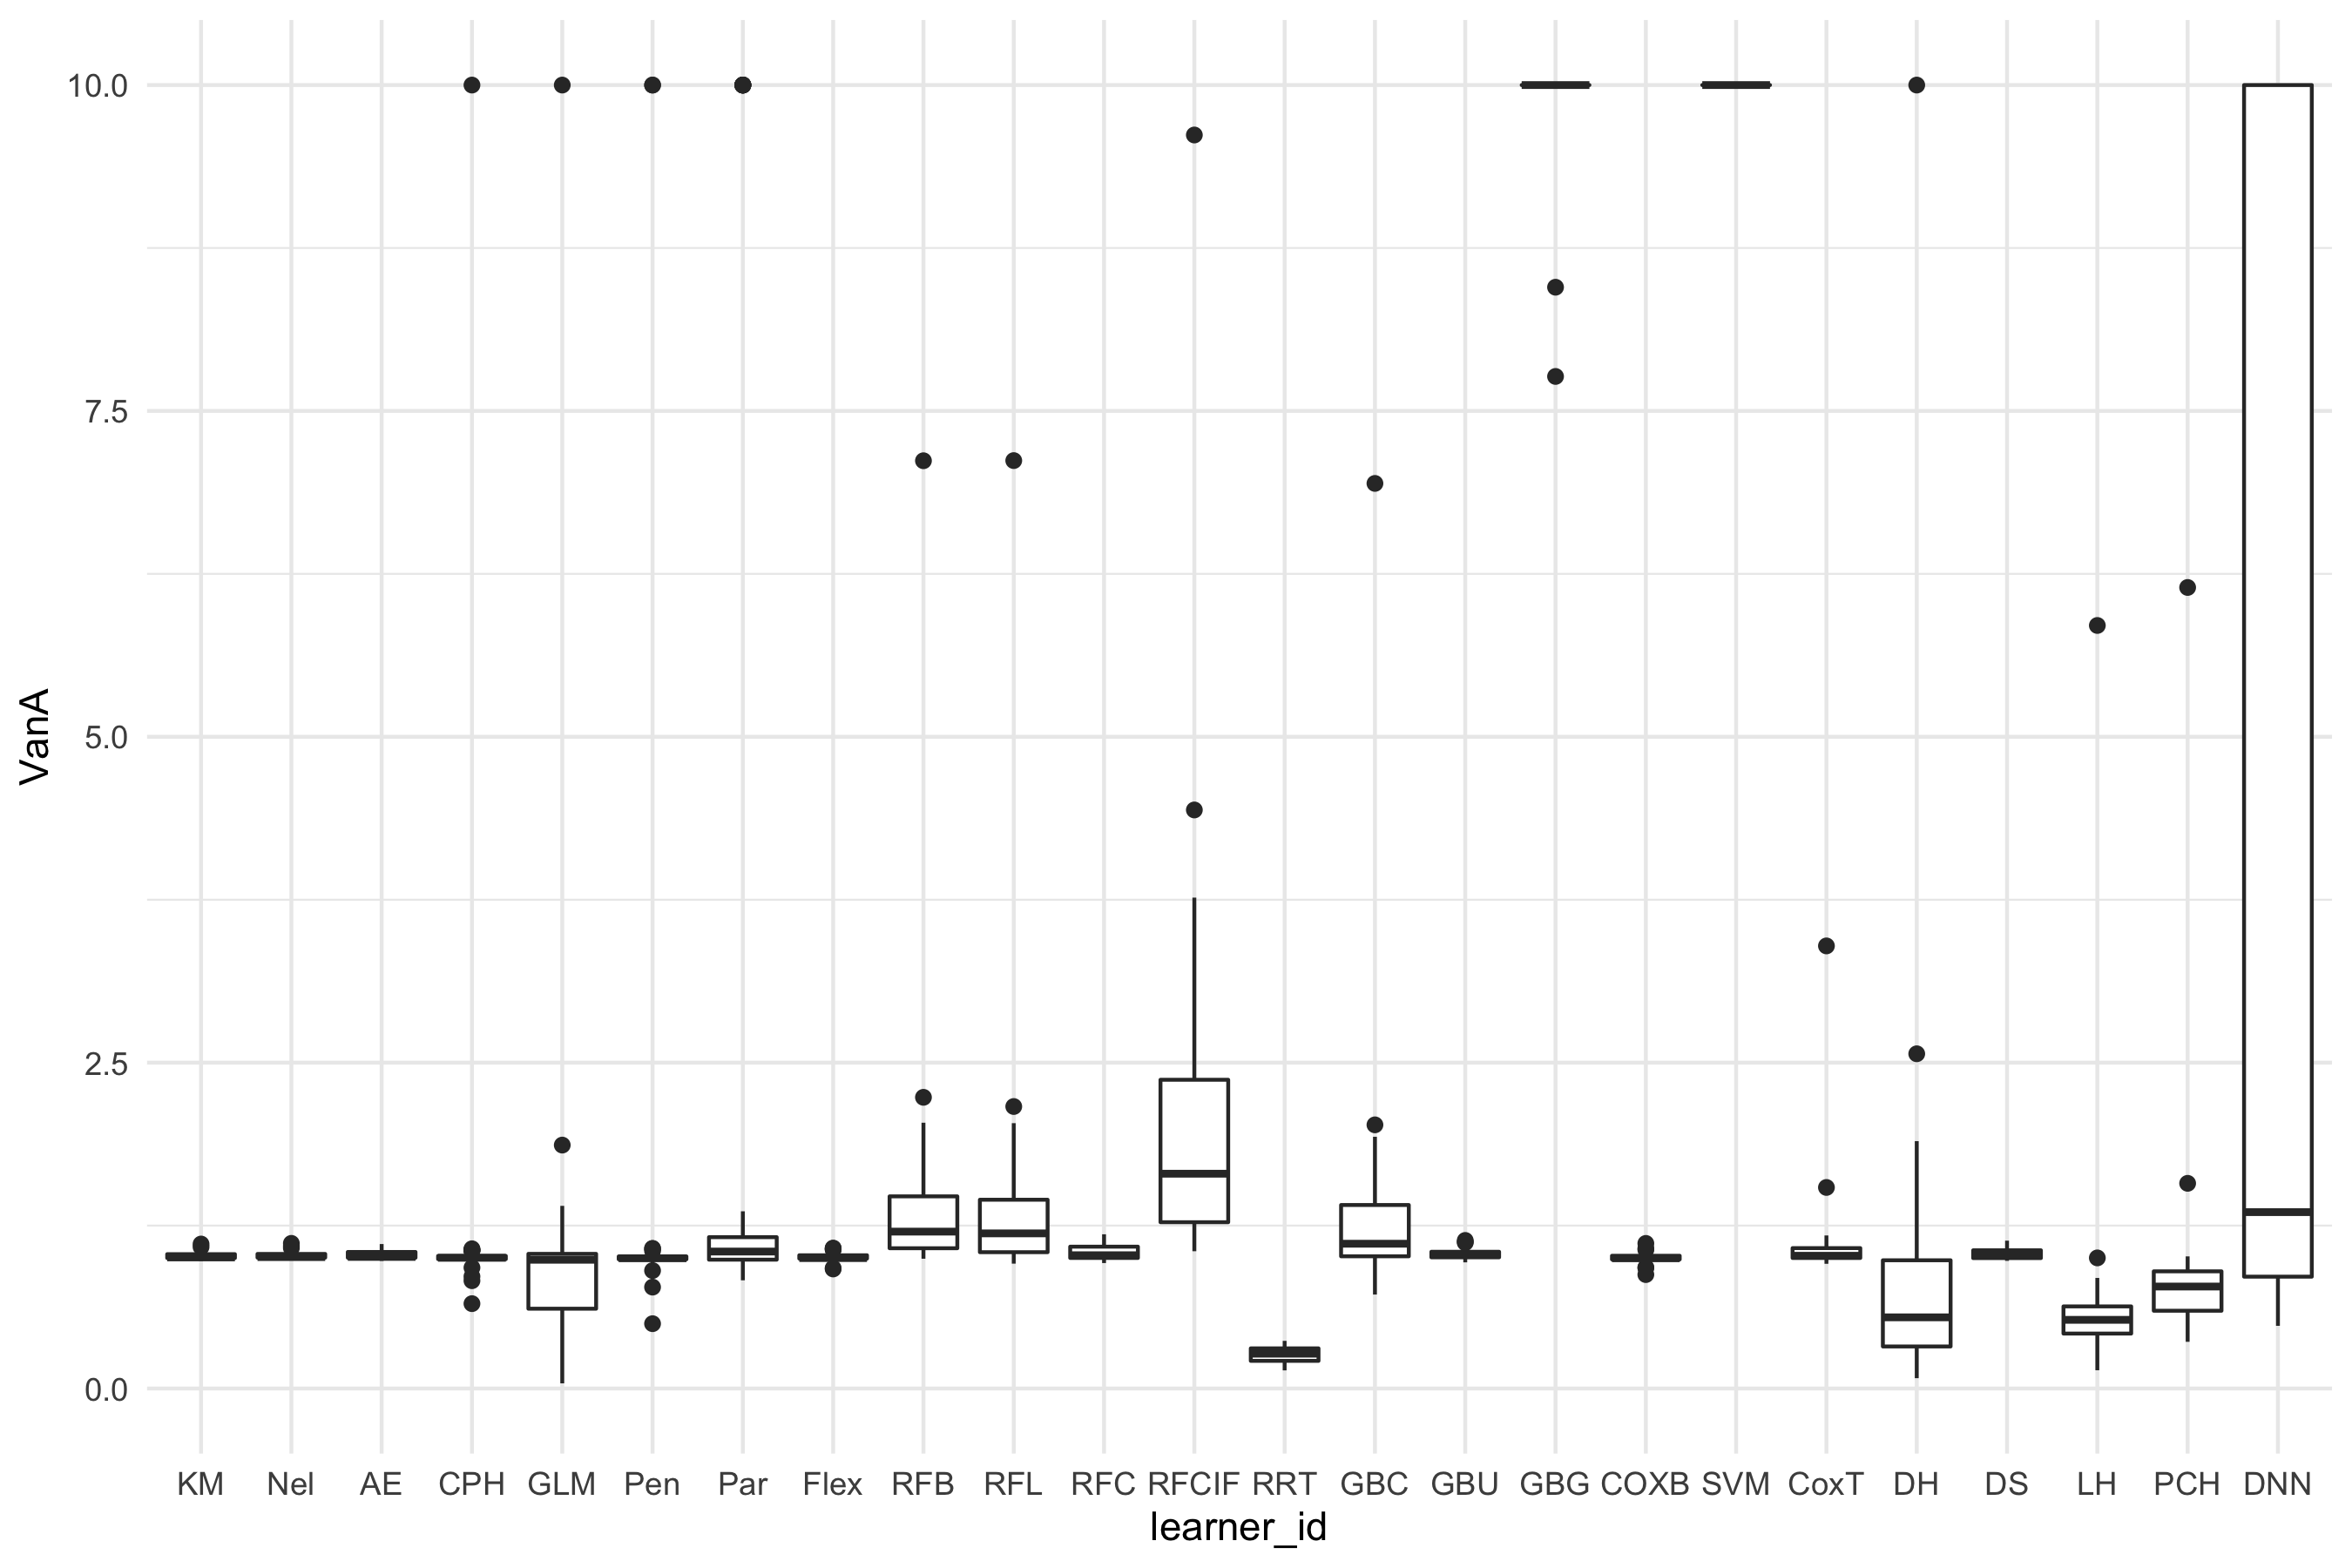 VanA
10.0
7.5
5.0
2.5
0.0
KM Nel AE CPH GLM Pen Par Flex RFB RFL RFC RFCIF RRT GBC GBU GBG COXB SVM CoxT DH DS LH PCH DNN
learner_id